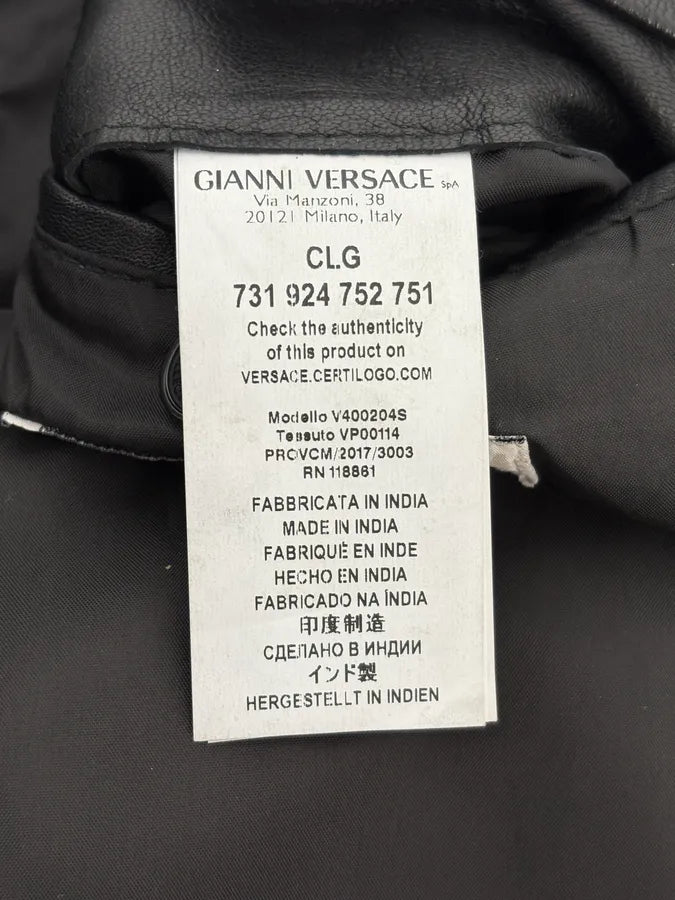 GIANNI VERSACE SpA
Via Manzoni, 38
20121 Milano, Italy
CLG
731 924 752 751
Check the authenticity
of this product on
VERSACE.CERTILOGO.COM
Modello V400204S
Tessuto VP00114
PROVCM/2017/3003
RN 118861
FABBRICATA IN INDIA
MADE IN INDIA
FABRIQUÉ EN INDE
HECHO EN INDIA
FABRICADO NA ÍNDIA
印度制造
СДЕЛАНО В ИНДИИ
インド製
HERGESTELLT IN INDIEN